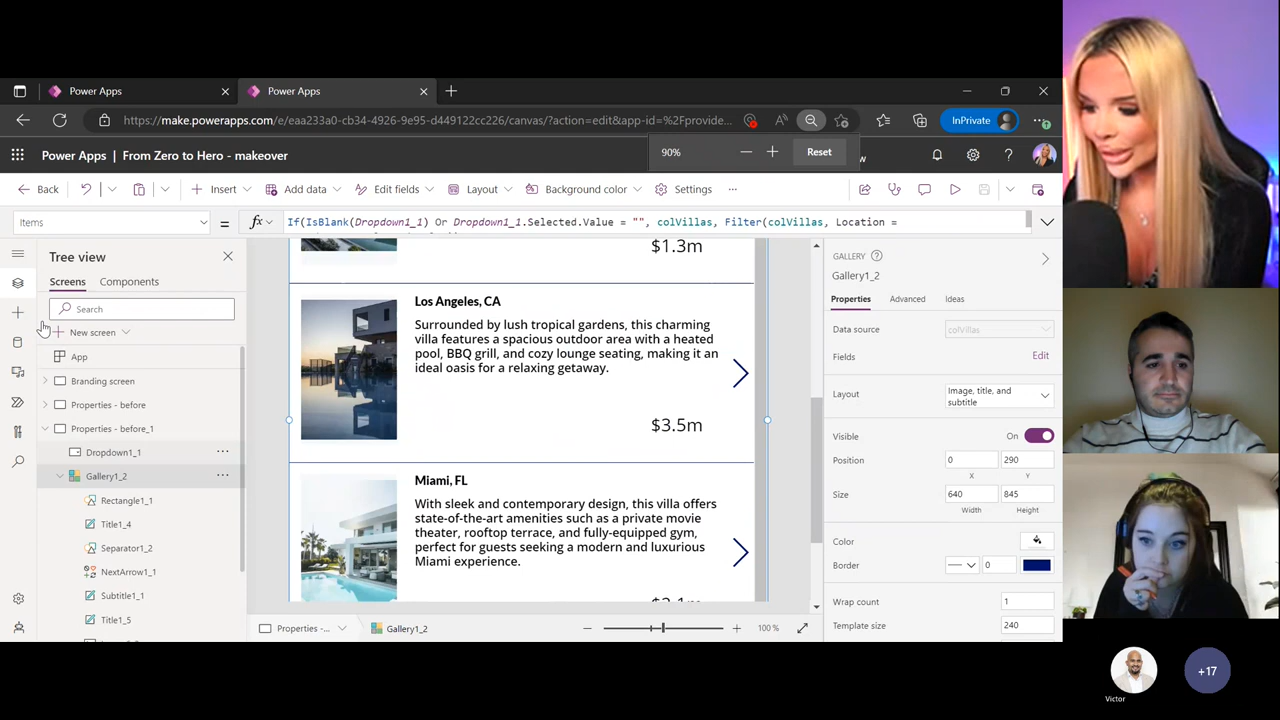 Power Apps
Power Apps
https://make.powerapps.com/e/eaa233a0-cb34-4926-9e95-d449122cc226/canvas/?action=edit&app-id=%2Fprovide...
InPrivate
Power Apps | From Zero to Hero - makeover
90%
Reset
Back
Insert
Add data
Edit fields
Layout
Background color
Settings
Items
= fx If(IsBlank(Dropdown1_1) Or Dropdown1_1.Selected.Value = "", colVillas, Filter(colVillas, Location =
Tree view
Screens
Components
Search
New screen
App
Branding screen
Properties - before
Properties - before_1
Dropdown1_1
Gallery1_2
Rectangle1_1
Title1_4
Separator1_2
NextArrow1_1
Subtitle1_1
Title1_5
$1.3m
Los Angeles, CA
Surrounded by lush tropical gardens, this charming
villa features a spacious outdoor area with a heated
pool, BBQ grill, and cozy lounge seating, making it an
ideal oasis for a relaxing getaway.
$3.5m
Miami, FL
With sleek and contemporary design, this villa offers
state-of-the-art amenities such as a private movie
theater, rooftop terrace, and fully-equipped gym,
perfect for guests seeking a modern and luxurious
Miami experience.
Properties -...
Gallery1_2
100 %
GALLERY
Gallery1_2
Properties
Advanced
Ideas
Data source
colVillas
Fields
Edit
Layout
Image, title, and
subtitle
Visible
On
Position
0
290
X
Y
Size
640
845
Width
Height
Color
Border
0
Wrap count
1
Template size
240
Victor
+17